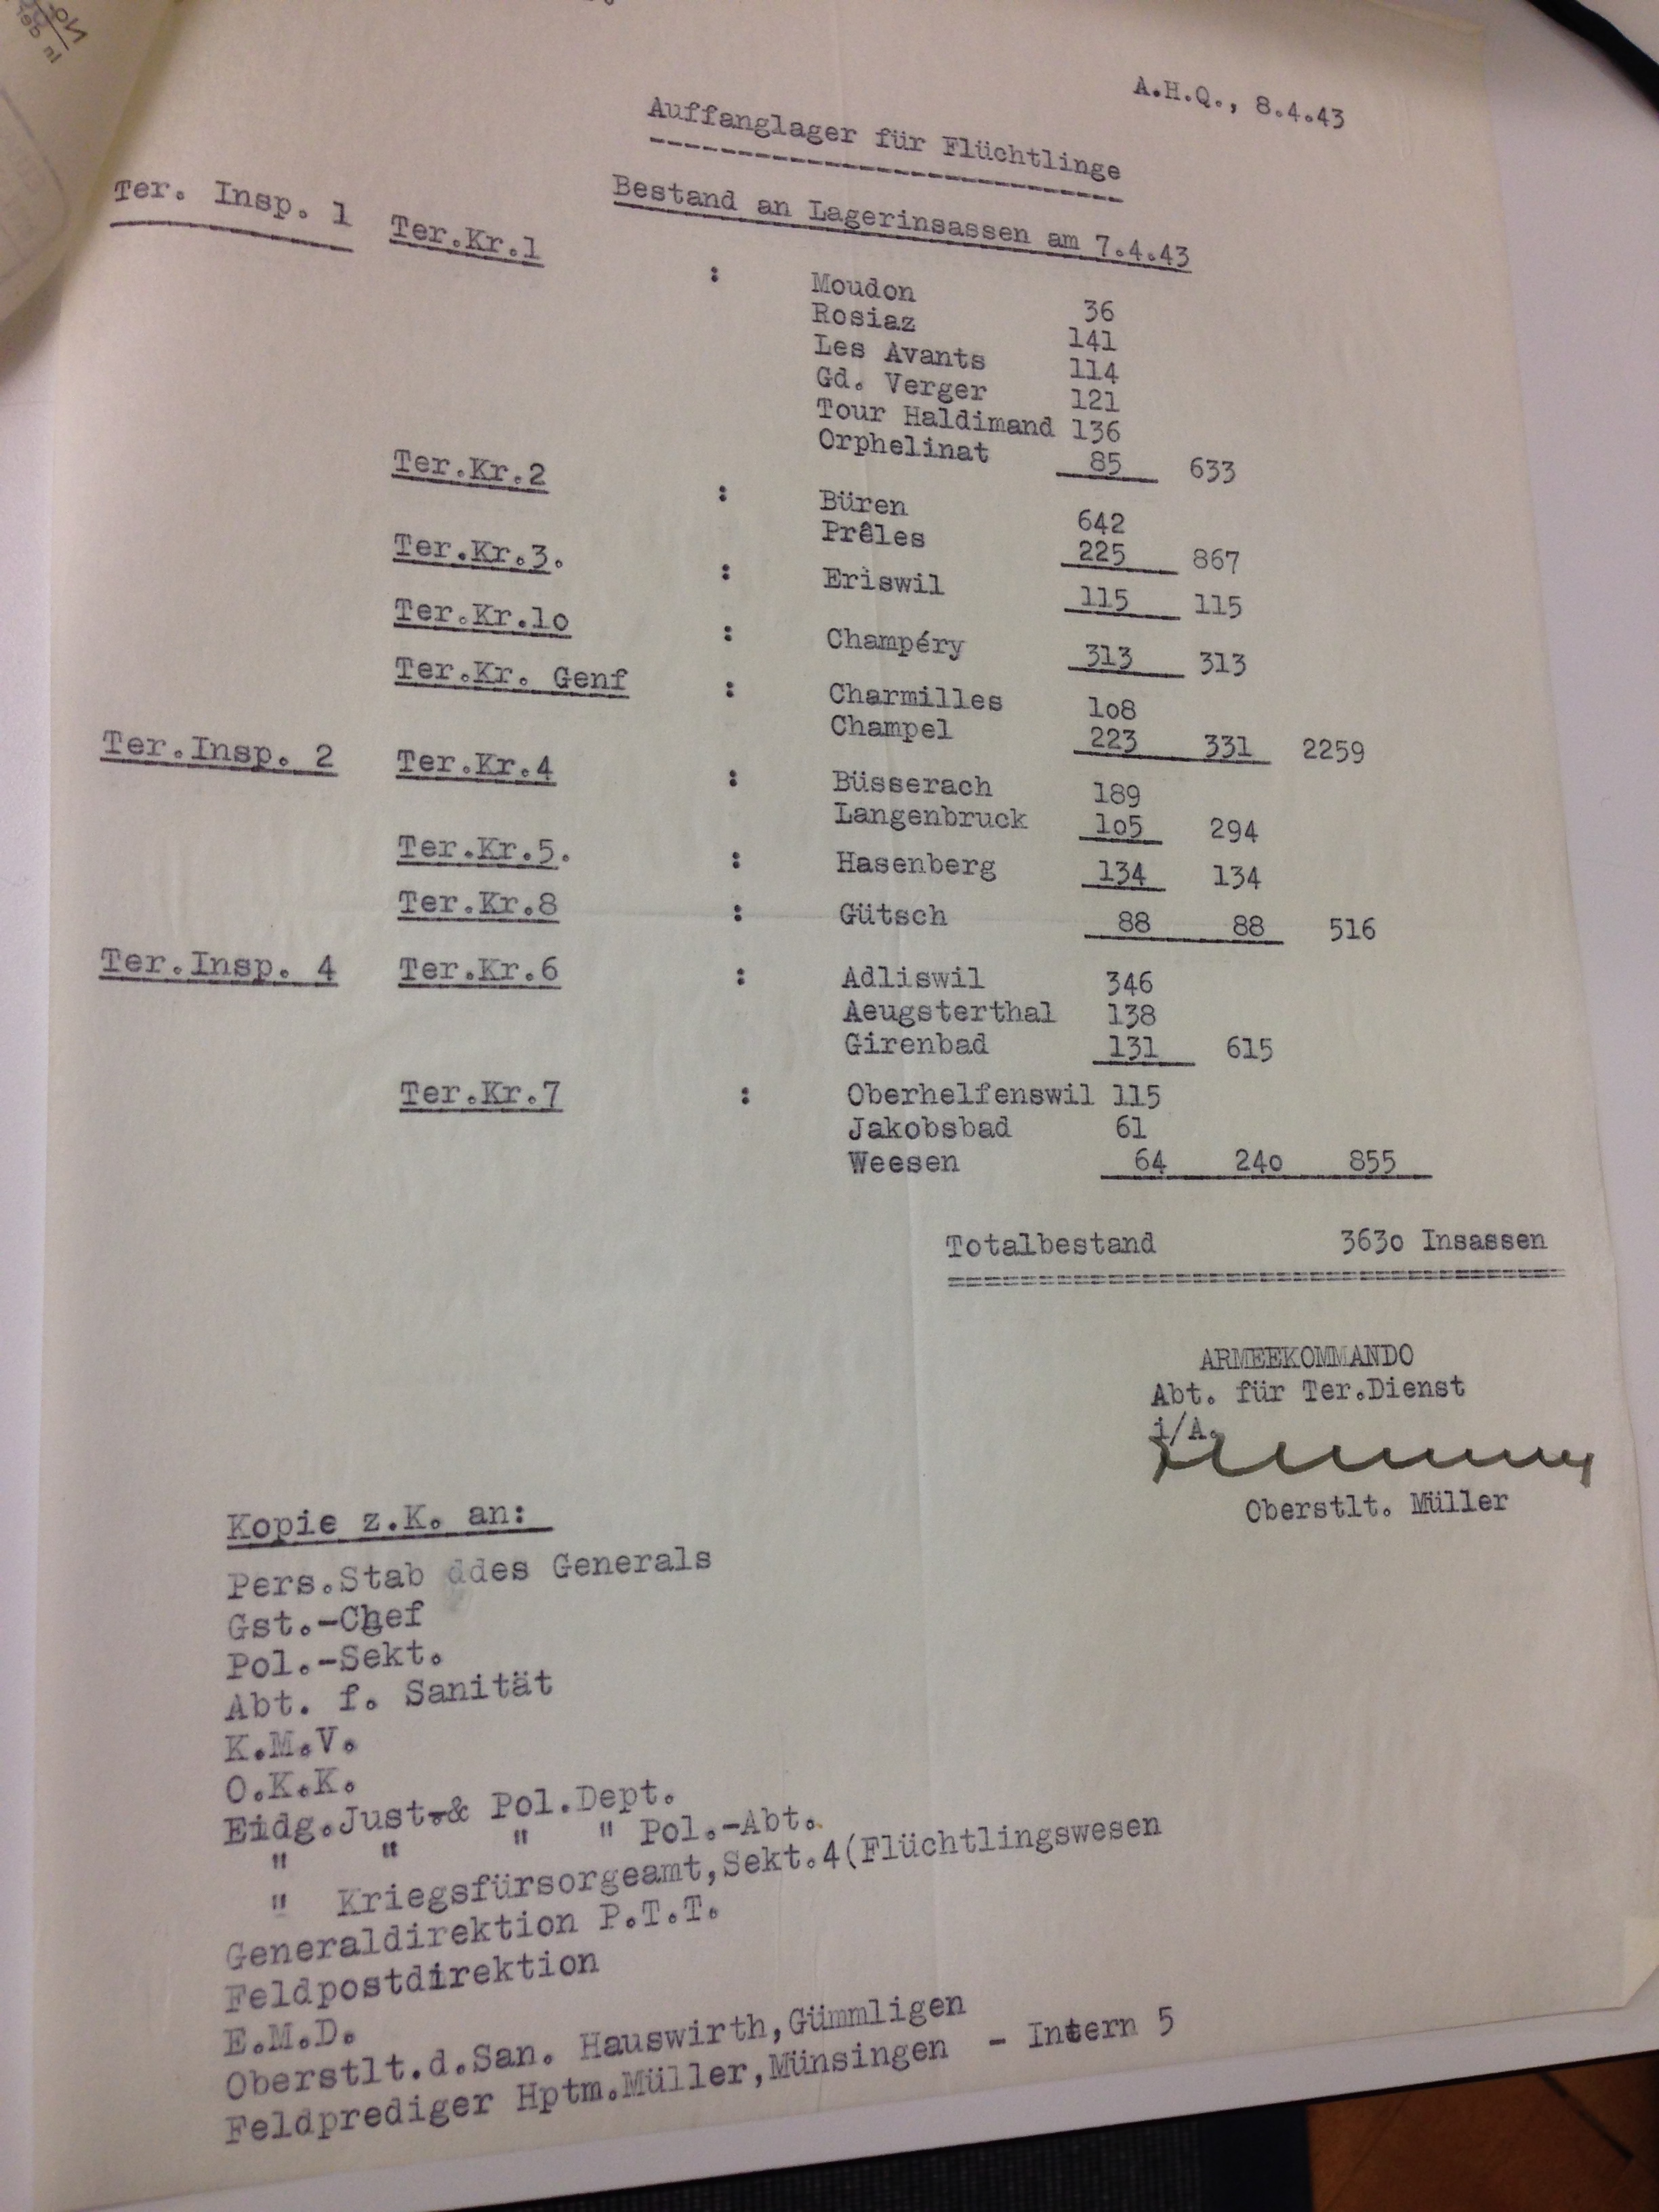 A.H.Q., 8.4.43
Auffanglager für Flüchtlinge
Bestand an Lagerinsassen am 7.4.43
Ter. Insp. 1 Ter.Kr.1 : Moudon 36
Rosiaz 141
Les Avants 114
Gd. Verger 121
Tour Haldimand 136
Orphelinat 85 633
Ter.Kr.2 : Büren 642
Prêles 225 867
Ter.Kr.3. : Eriswil 115 115
Ter.Kr.lo : Champéry 313 313
Ter.Kr. Genf : Charmilles lo8
Champel 223 331 2259
Ter.Insp. 2 Ter.Kr.4 : Büsserach 189
Langenbruck lo5 294
Ter.Kr.5. : Hasenberg 134 134
Ter.Kr.8 : Gütsch 88 88 516
Ter.Insp. 4 Ter.Kr.6 : Adliswil 346
Aeugsterthal 138
Girenbad 131 615
Ter.Kr.7 : Oberhelfenswil 115
Jakobsbad 61
Weesen 64 24o 855
Totalbestand 363o Insassen
ARMEEKOMMANDO
Abt. für Ter.Dienst
i/A.
Oberstlt. Müller
Kopie z.K. an:
Pers.Stab ddes Generals
Gst.-Chef
Pol.-Sekt.
Abt. f. Sanität
K.M.V.
O.K.K.
Eidg.Just.& Pol.Dept.
" " " " Pol.-Abt.
" Kriegsfürsorgeamt,Sekt.4(Flüchtlingswesen
Generaldirektion P.T.T.
Feldpostdirektion
E.M.D.
Oberstlt.d.San. Hauswirth,Gümmligen
Feldprediger Hptm.Müller,Münsingen - Intern 5